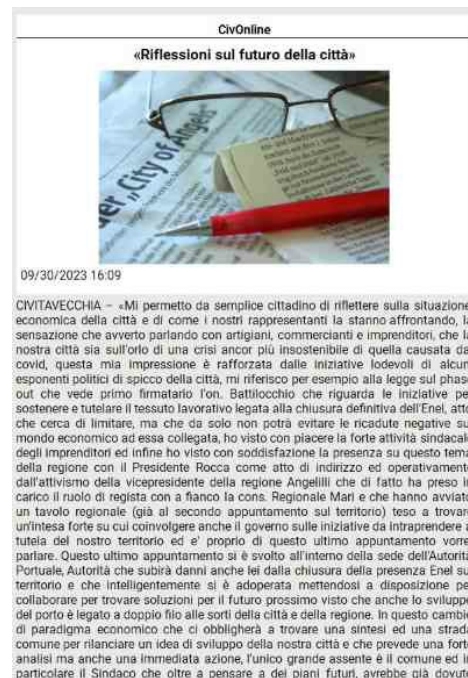 CivOnline
«Riflessioni sul futuro della città»
der „City of Angels“
09/30/2023 16:09
CIVITAVECCHIA – «Mi permetto da semplice cittadino di riflettere sulla situazione
economica della città e di come i nostri rappresentanti la stanno affrontando, la
sensazione che avverto parlando con artigiani, commercianti e imprenditori, che la
nostra città sia sull'orlo di una crisi ancor più insostenibile di quella causata dal
covid, questa mia impressione è rafforzata dalle iniziative lodevoli di alcuni
esponenti politici di spicco della città, mi riferisco per esempio alla legge sul phase
out che vede primo firmatario l'on. Battilocchio che riguarda le iniziative per
sostenere e tutelare il tessuto lavorativo legata alla chiusura definitiva dell'Enel, atto
che cerca di limitare, ma che da solo non potrà evitare le ricadute negative sul
mondo economico ad essa collegata, ho visto con piacere la forte attività sindacale
degli imprenditori ed infine ho visto con soddisfazione la presenza su questo tema
della regione con il Presidente Rocca come atto di indirizzo ed operativamente
dall'attivismo della vicepresidente della regione Angelilli che di fatto ha preso in
carico il ruolo di regista con a fianco la cons. Regionale Mari e che hanno avviato
un tavolo regionale (già al secondo appuntamento sul territorio) teso a trovare
un'intesa forte su cui coinvolgere anche il governo sulle iniziative da intraprendere a
tutela del nostro territorio ed e' proprio di questo ultimo appuntamento vorrei
parlare. Questo ultimo appuntamento si è svolto all'interno della sede dell'Autorità
Portuale, Autorità che subirà danni anche lei dalla chiusura della presenza Enel sul
territorio e che intelligentemente si è adoperata mettendosi a disposizione per
collaborare per trovare soluzioni per il futuro prossimo visto che anche lo sviluppo
del porto è legato a doppio filo alle sorti della città e della regione. In questo cambio
di paradigma economico che ci obbligherà a trovare una sintesi ed una strada
comune per rilanciare un idea di sviluppo della nostra città e che prevede una forte
analisi ma anche una immediata azione, l'unico grande assente è il comune ed in
particolare il Sindaco che oltre a pensare a dei piani futuri, avrebbe già dovuto